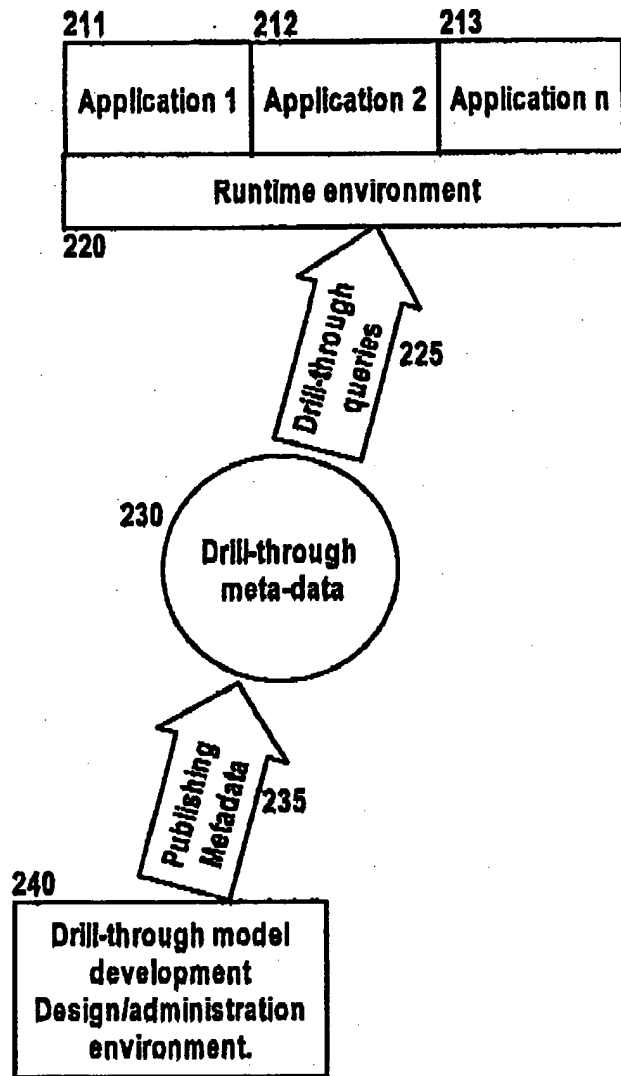 211 212 213
Application 1 Application 2 Application n
Runtime environment
220
Drill-through
queries
225
230
Drill-through
meta-data
Publishing
Metadata
235
240
Drill-through model
development
Design/administration
environment.